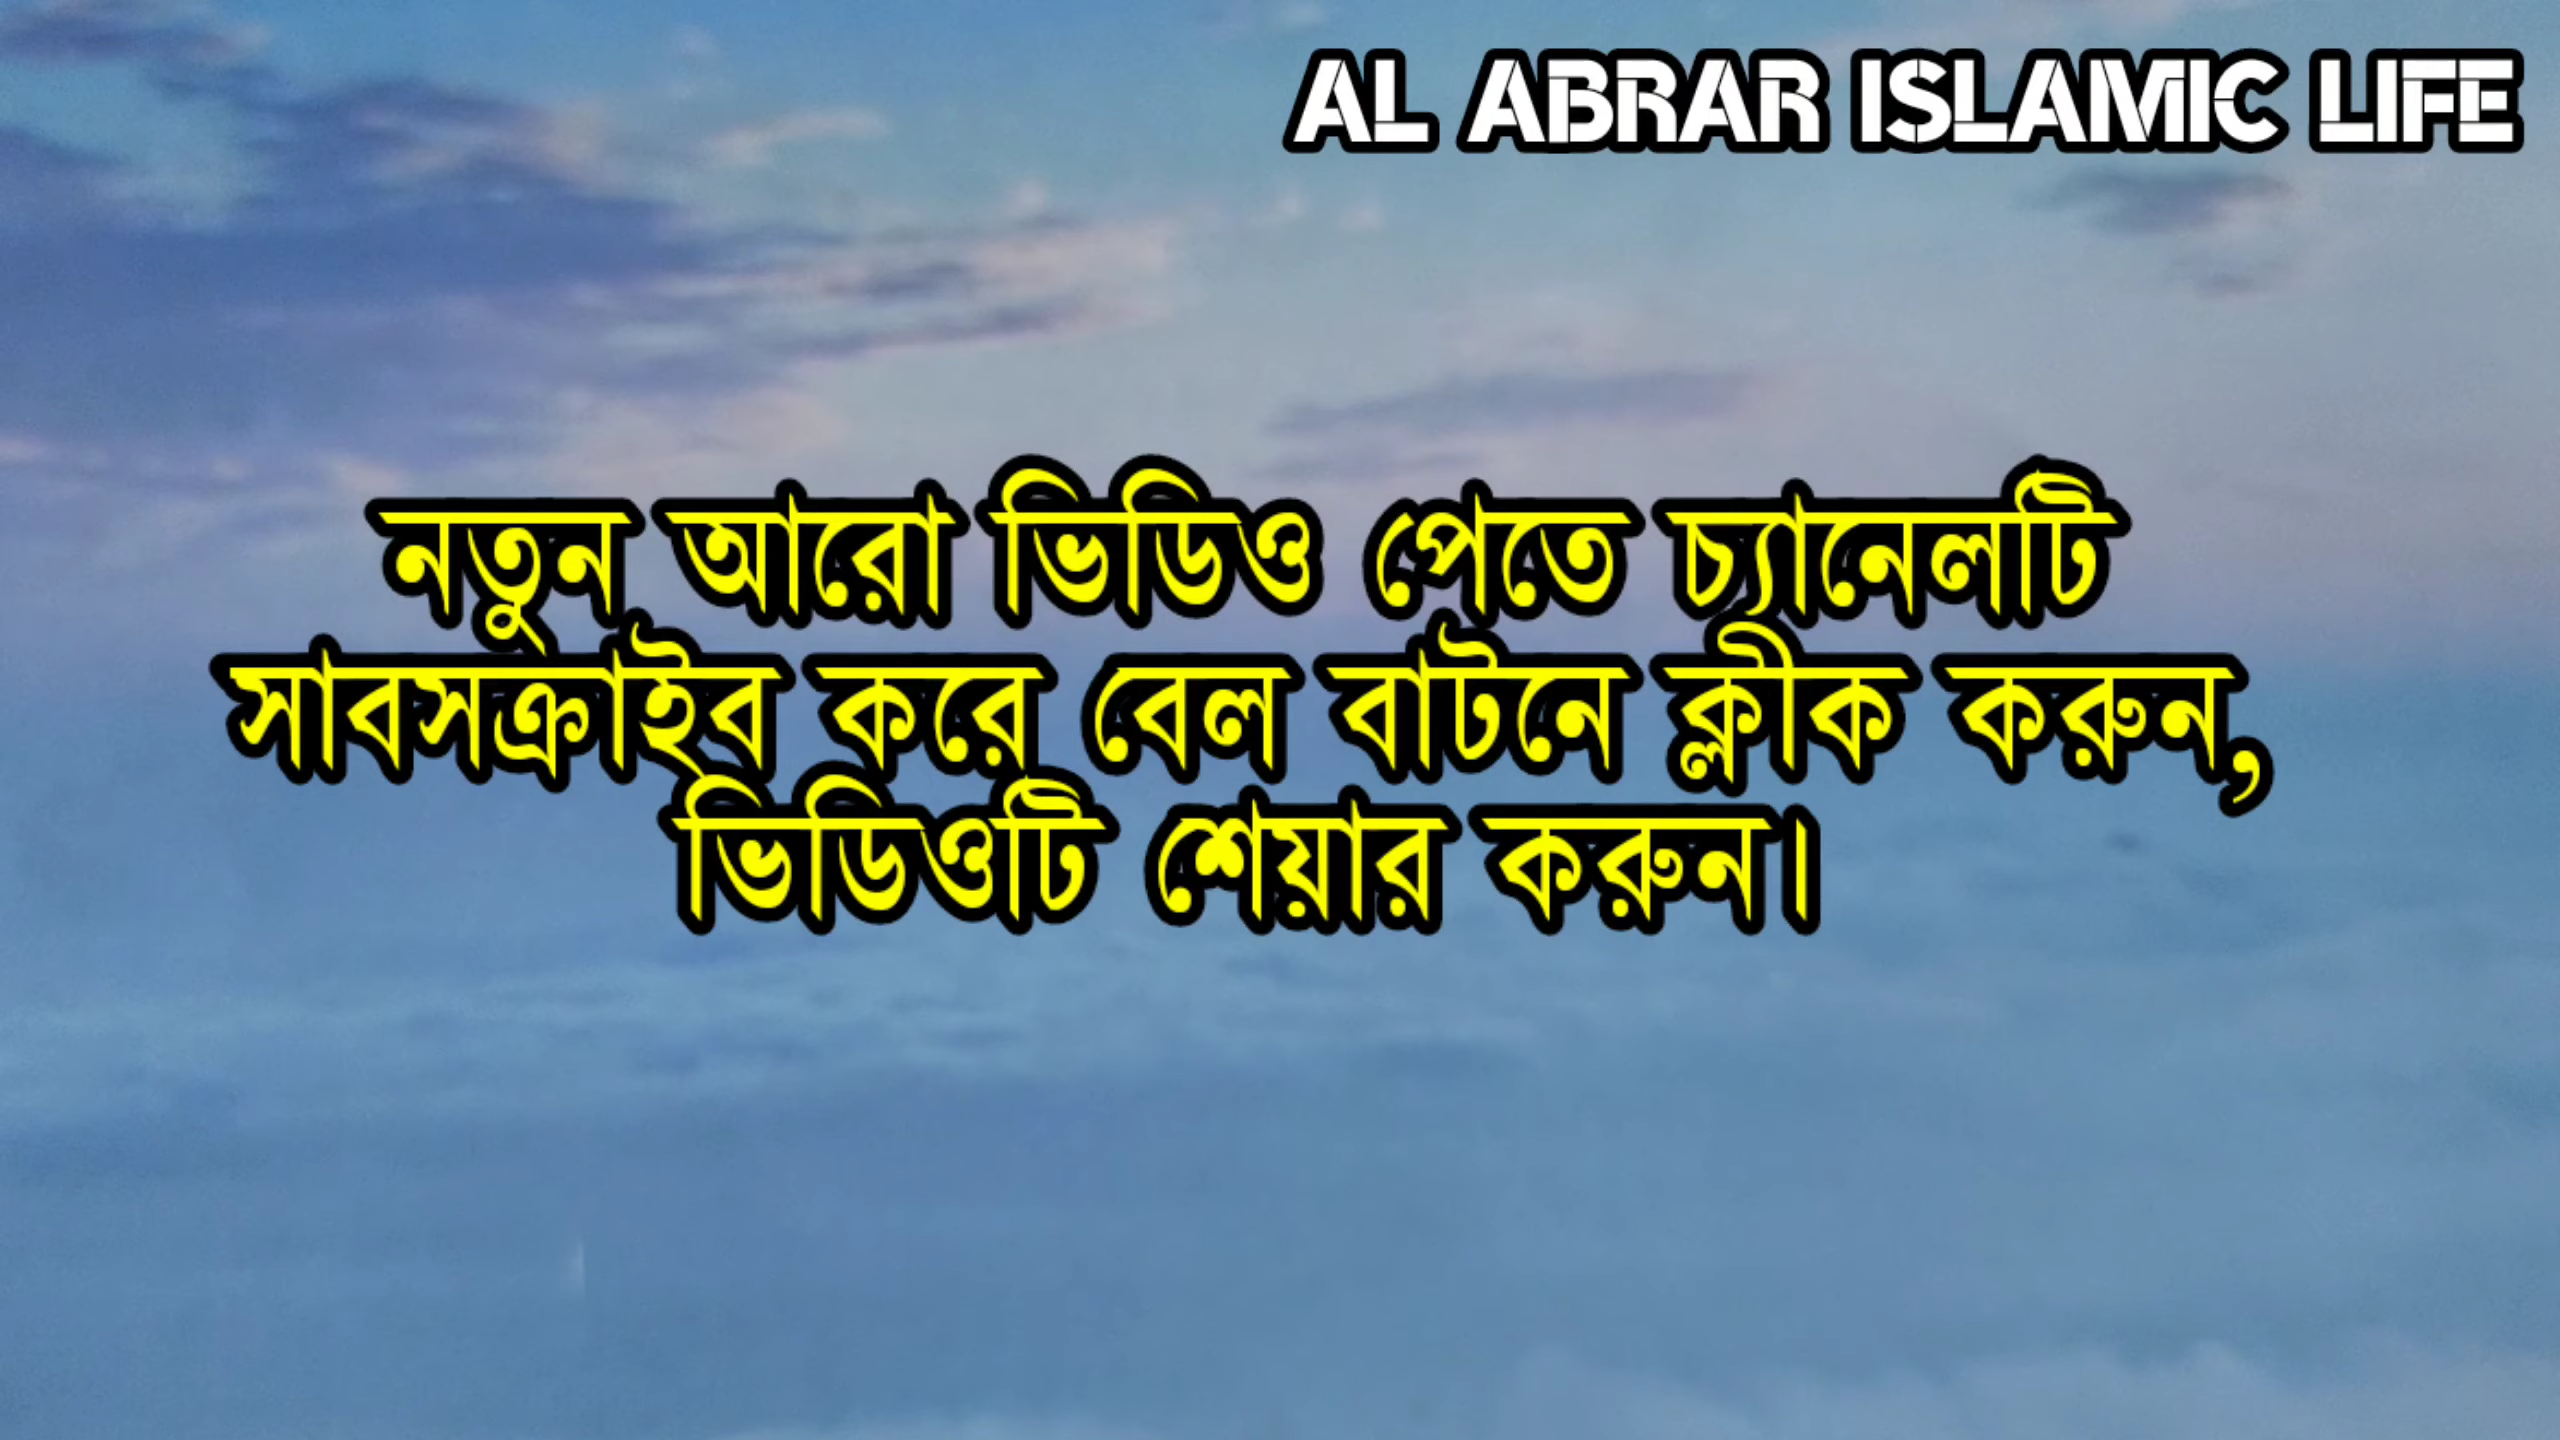 AL ABRAR ISLAMIC LIFE
নতুন আরো ভিডিও পেতে চ্যানেলটি
সাবসক্রাইব করে বেল বাটনে ক্লীক করুন,
ভিডিওটি শেয়ার করুন।